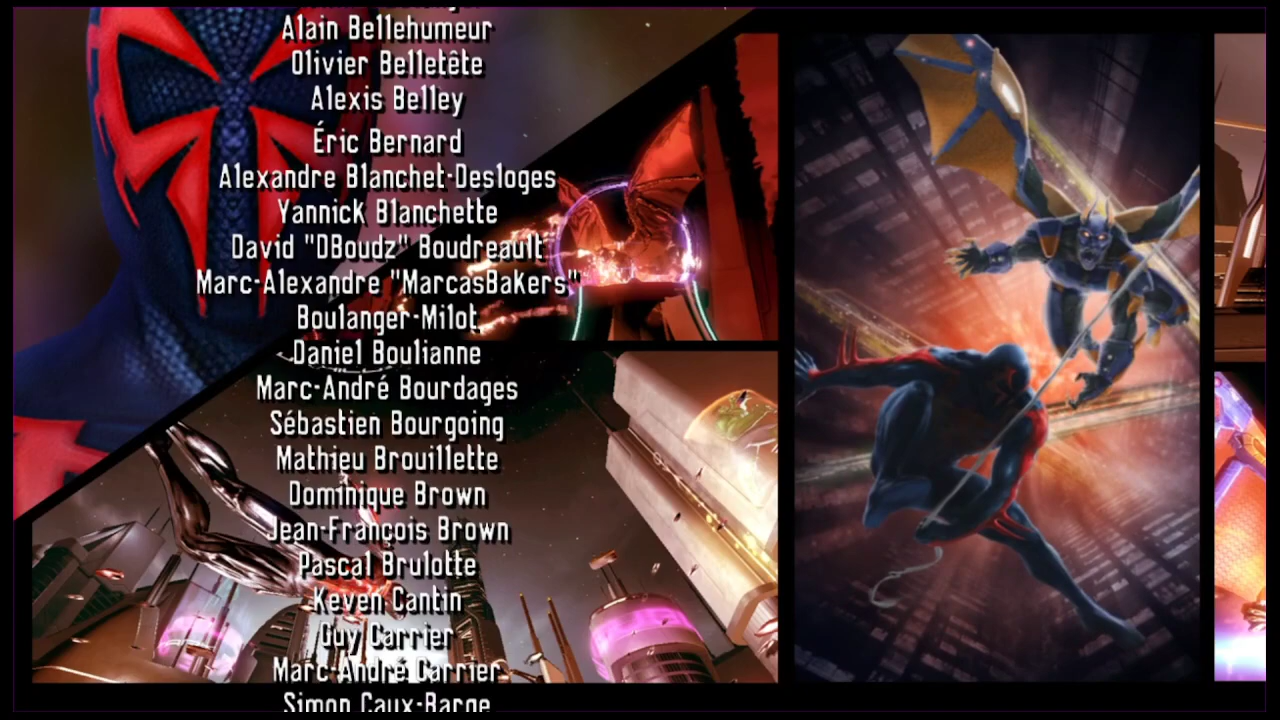 Alain Bellehumeur
Olivier Belletête
Alexis Belley
Éric Bernard
Alexandre Blanchet-Desloges
Yannick Blanchette
David "DBoudz" Boudreault
Marc-Alexandre "MarcasBakers"
Boulanger-Milot
Daniel Boulianne
Marc-André Bourdages
Sébastien Bourgoing
Mathieu Brouillette
Dominique Brown
Jean-François Brown
Pascal Brulotte
Keven Cantin
Guy Carrier
Marc-André Carrier
Simon Caux-Barge